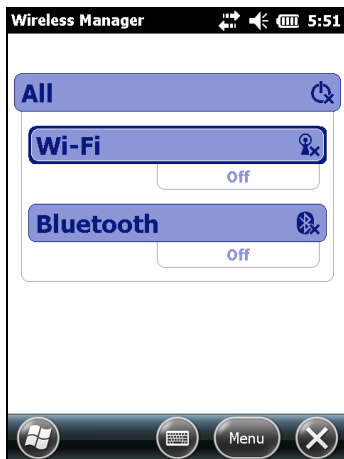 Wireless Manager 5:51
All
Wi-Fi
Off
Bluetooth
Off
Menu